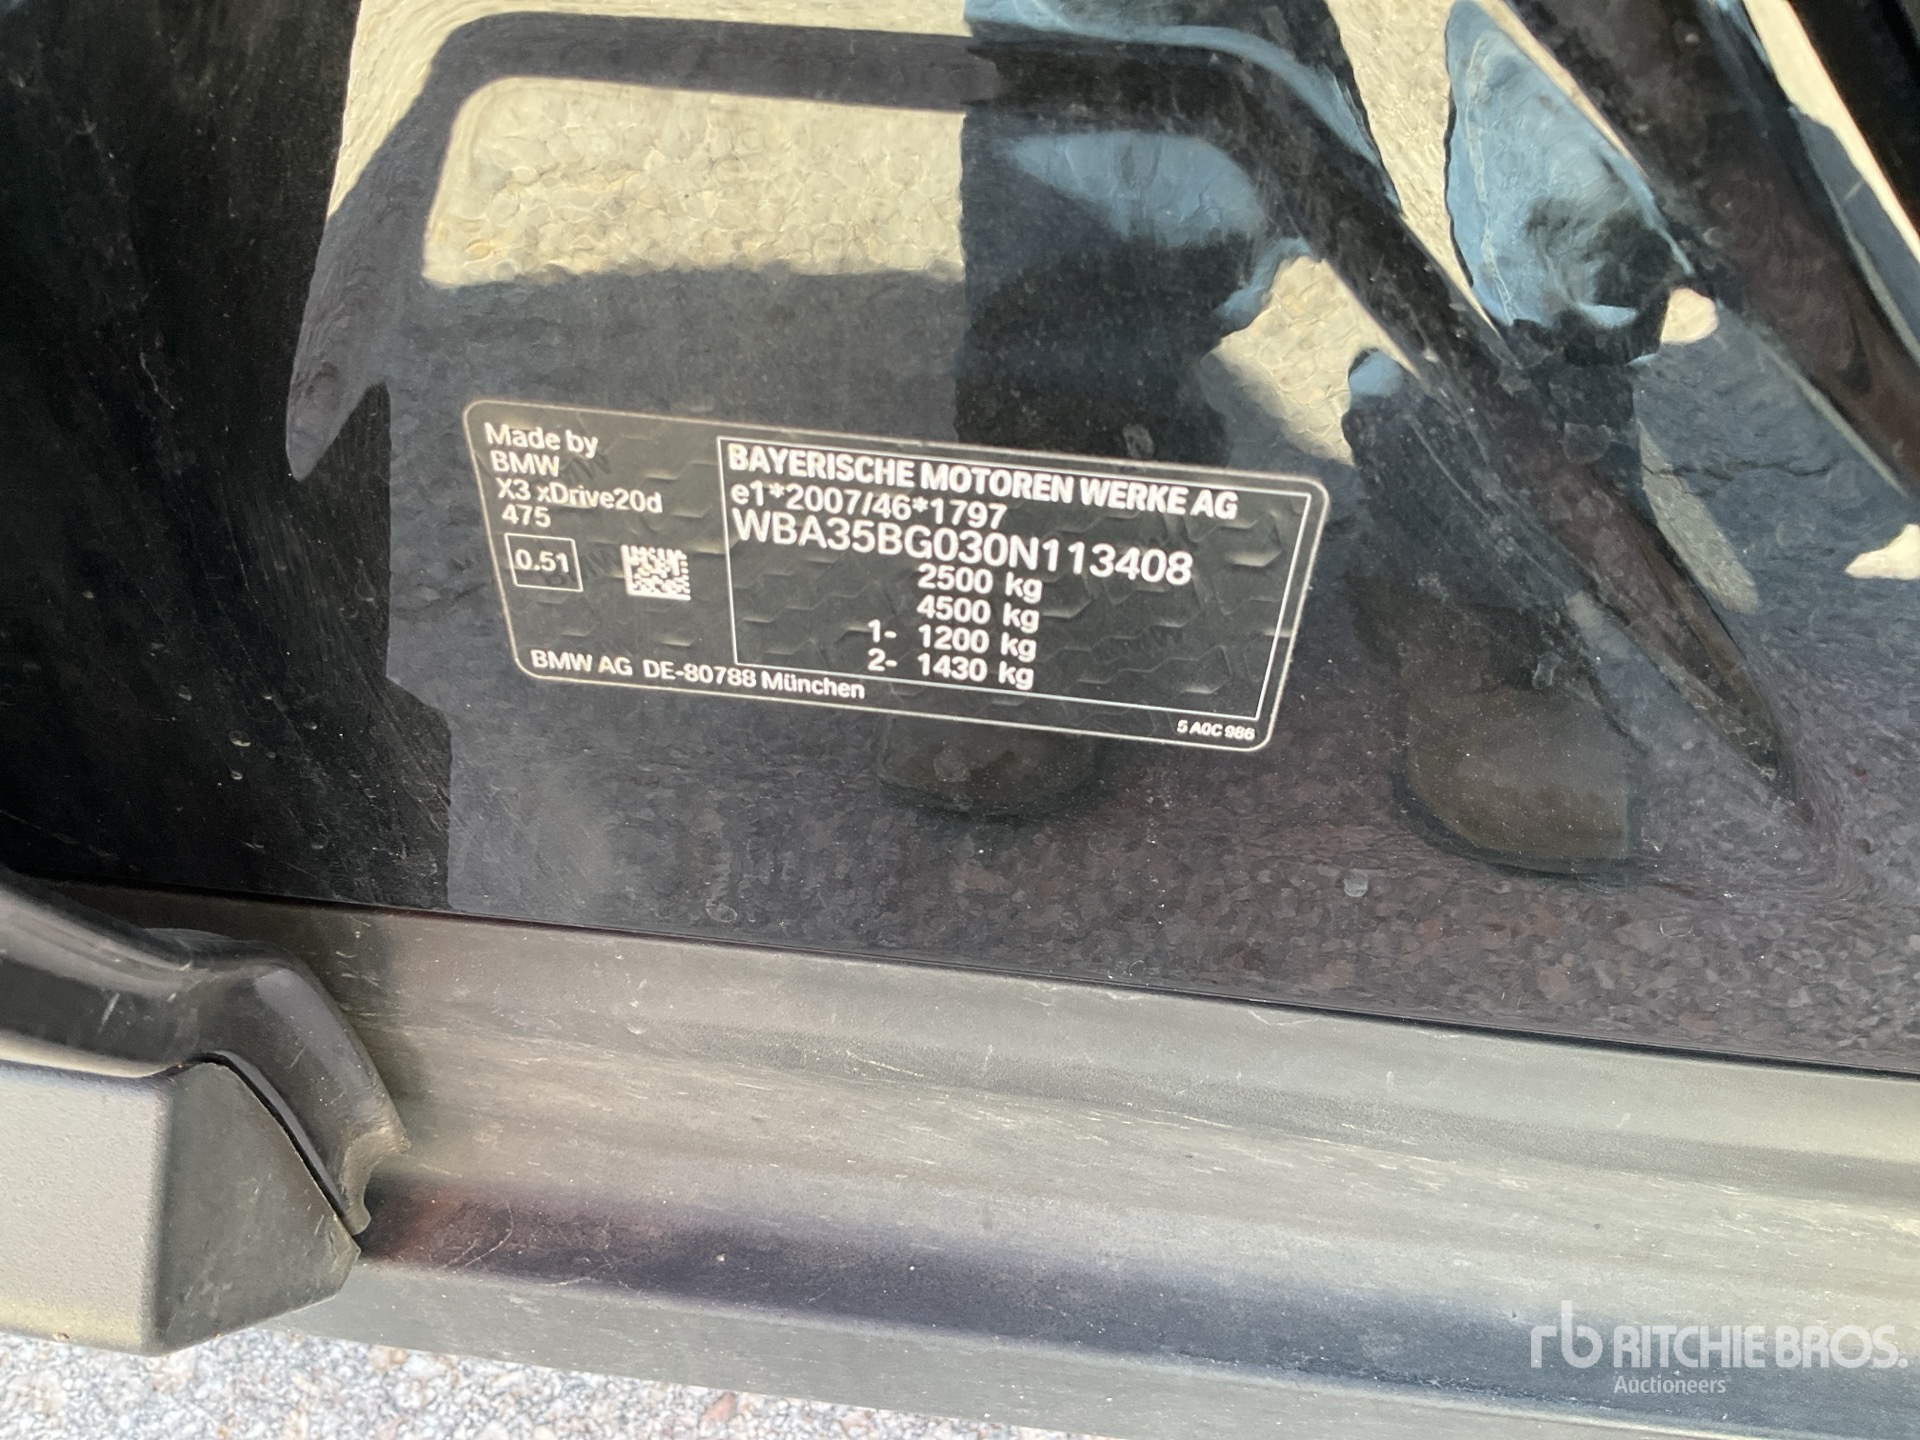 Made by
BMW
X3 xDrive20d
475
0.51
BMW AG DE-80788 München
BAYERISCHE MOTOREN WERKE AG
e1*2007/46*1797
WBA35BG030N113408
2500 kg
4500 kg
1- 1200 kg
2- 1430 kg
5 A0C 986
rb RITCHIE BROS.
Auctioneers